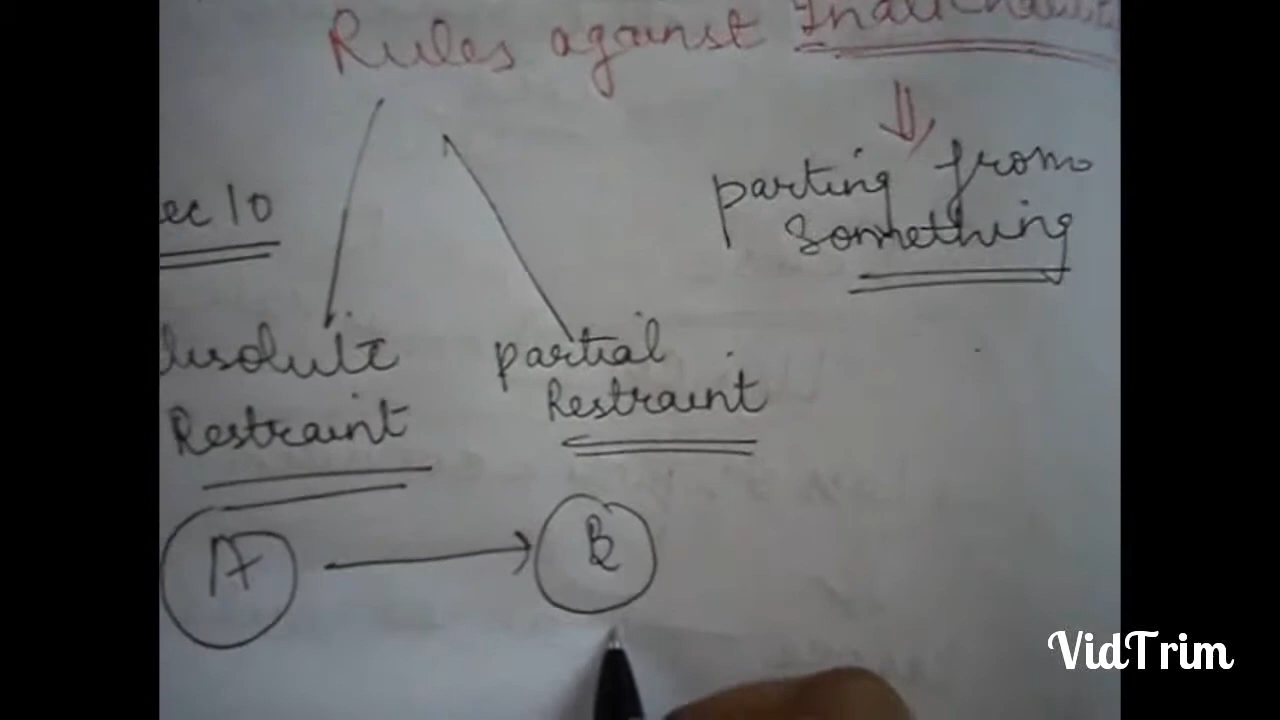 Rules against
parting from
something
ec 10
partial
Restraint
Restraint
A
B
VidTrim